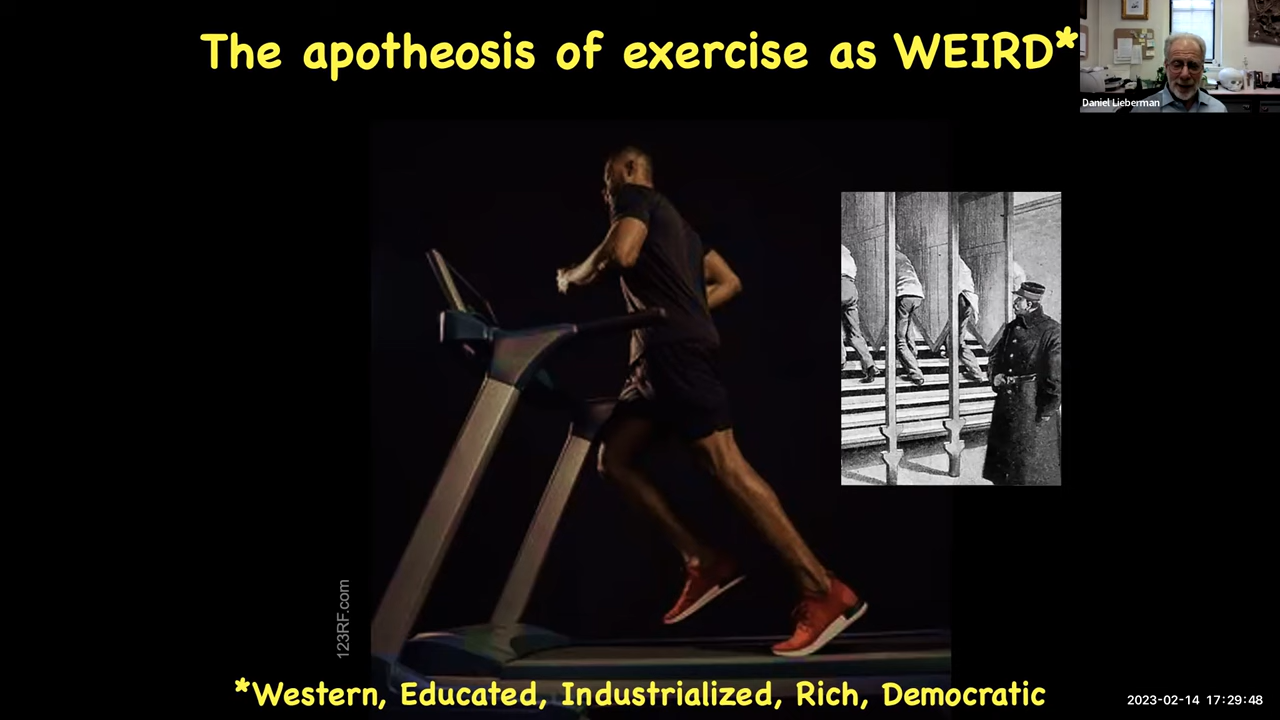 The apotheosis of exercise as WEIRD*
Daniel Lieberman
123RF.com
*Western, Educated, Industrialized, Rich, Democratic
2023-02-14 17:29:48